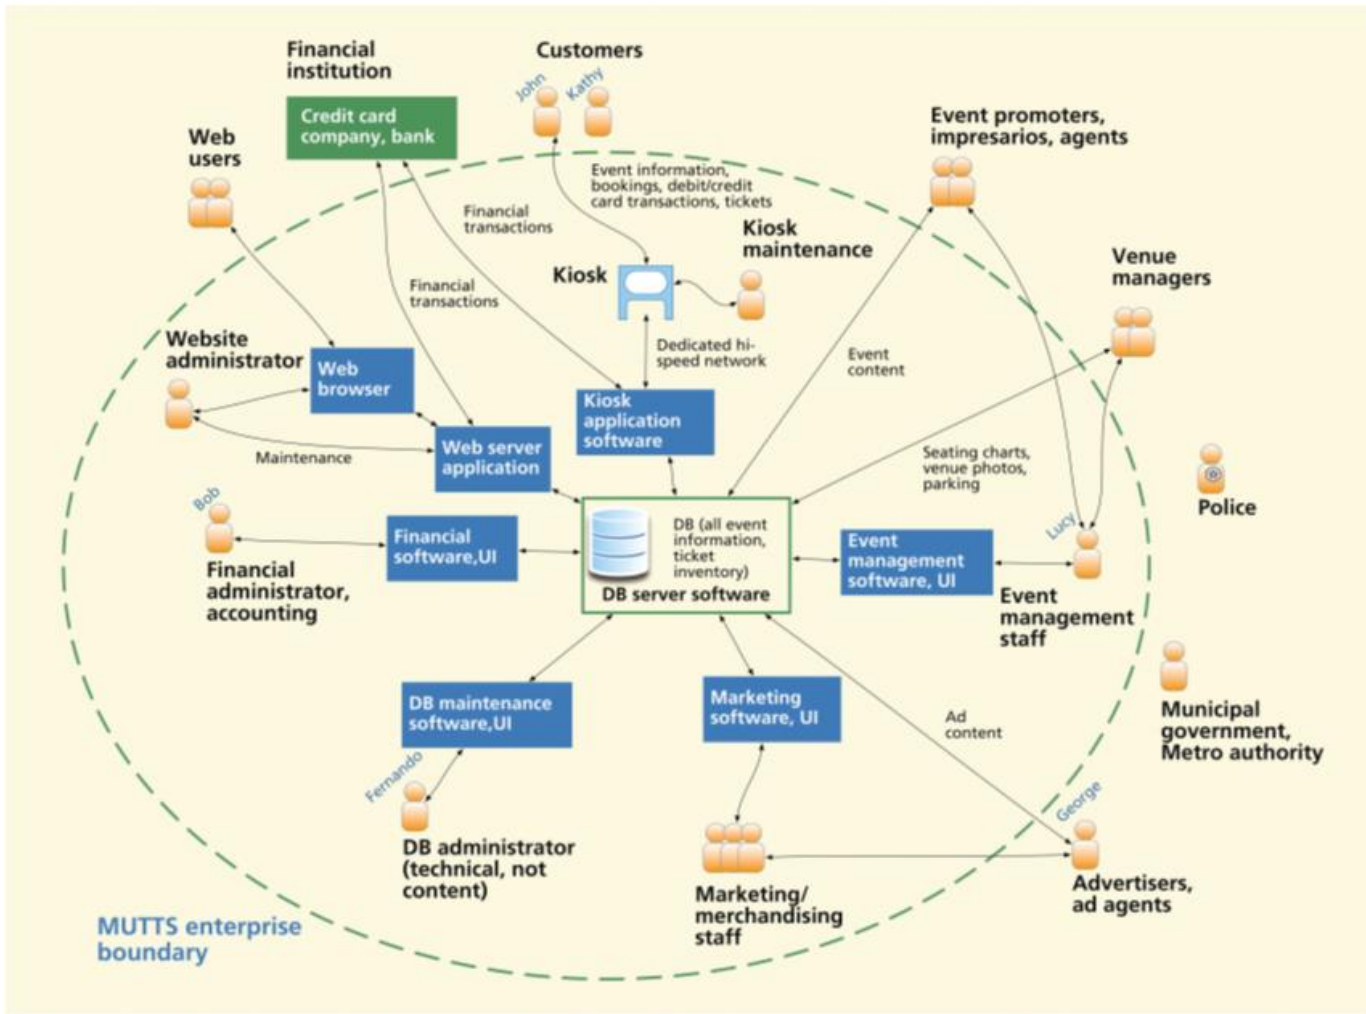 Financial
institution
Customers
John
Kathy
Credit card
company, bank
Web
users
Event promoters,
impresarios, agents
Event information,
bookings, debit/credit
card transactions, tickets
Financial
transactions
Kiosk
maintenance
Kiosk
Venue
managers
Financial
transactions
Website
administrator
Web
browser
Dedicated hi-
speed network
Event
content
Kiosk
application
software
Web server
application
Maintenance
Seating charts,
venue photos,
parking
Police
Bob
Financial
software,UI
DB (all event
information,
ticket
inventory)
DB server software
Event
management
software, UI
Lucy
Financial
administrator,
accounting
Event
management
staff
DB maintenance
software,UI
Marketing
software, UI
Ad
content
Municipal
government,
Metro authority
Fernando
George
DB administrator
(technical, not
content)
Marketing/
merchandising
staff
Advertisers,
ad agents
MUTTS enterprise
boundary